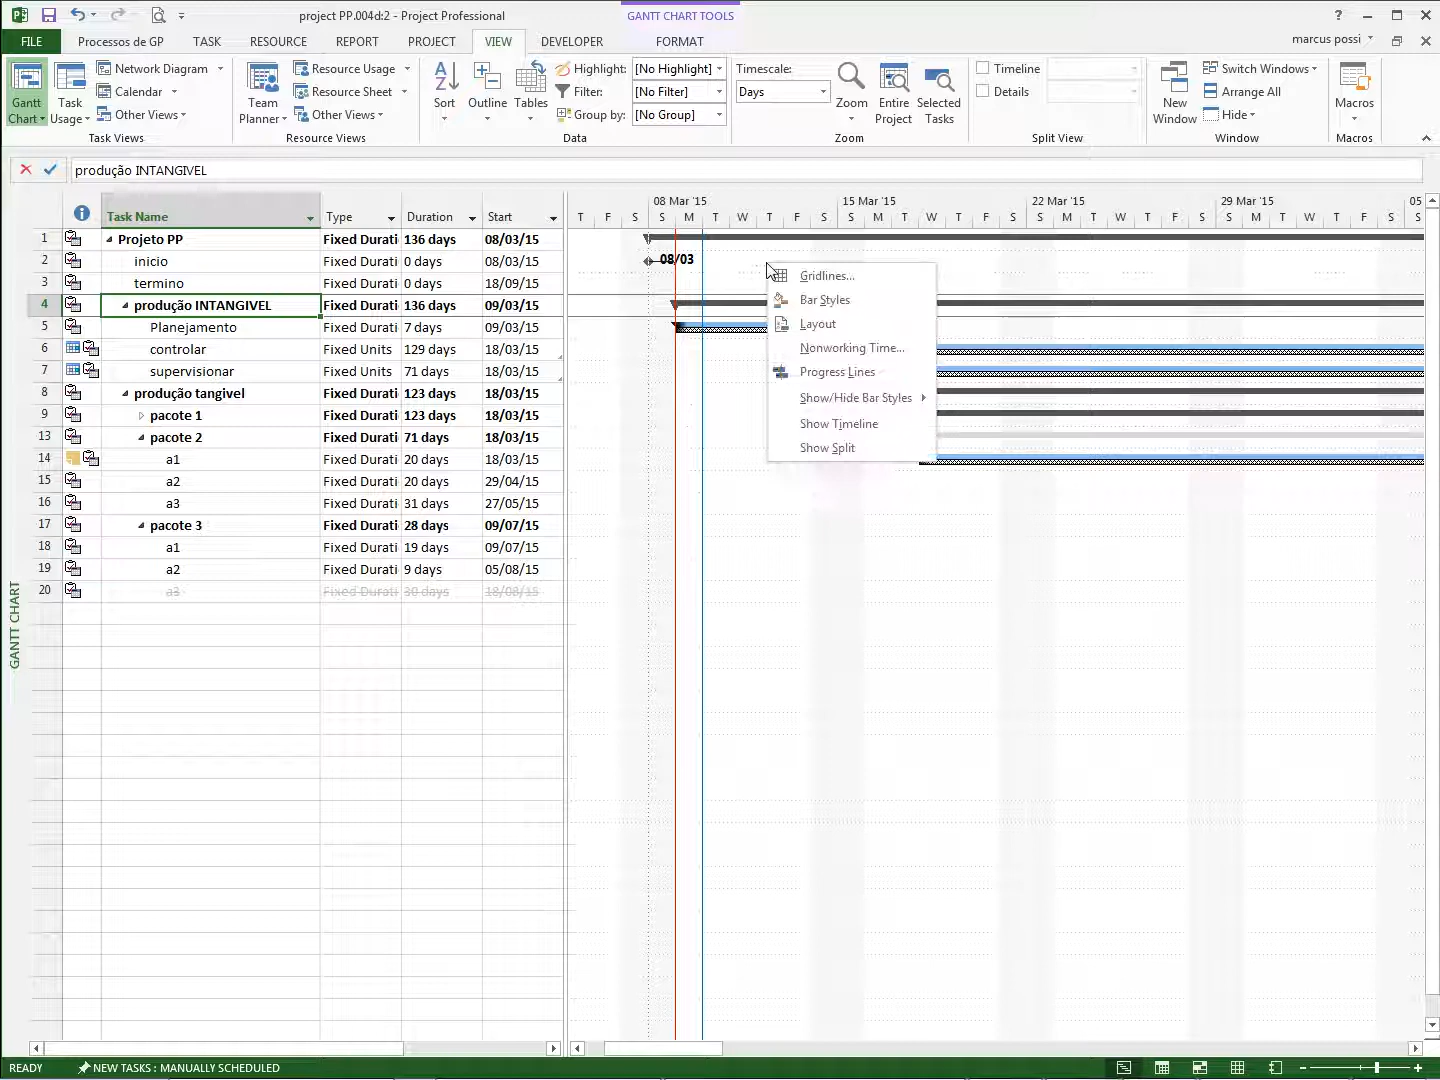 project PP.004d:2 - Project Professional
GANTT CHART TOOLS
FILE Processos de GP TASK RESOURCE REPORT PROJECT VIEW DEVELOPER FORMAT marcus possi
Gantt Chart
Task Usage
Network Diagram
Calendar
Other Views
Task Views
Team Planner
Resource Usage
Resource Sheet
Other Views
Resource Views
Sort
Outline
Tables
Highlight: [No Highlight]
Filter: [No Filter]
Group by: [No Group]
Data
Timescale:
Days
Zoom
Entire Project
Selected Tasks
Zoom
Timeline
Details
Split View
New Window
Switch Windows
Arrange All
Hide
Window
Macros
Macros
produção INTANGIVEL
Task Name Type Duration Start
1 Projeto PP Fixed Durati 136 days 08/03/15
2 inicio Fixed Durati 0 days 08/03/15
3 termino Fixed Durati 0 days 18/09/15
4 produção INTANGIVEL Fixed Durati 136 days 09/03/15
5 Planejamento Fixed Durati 7 days 09/03/15
6 controlar Fixed Units 129 days 18/03/15
7 supervisionar Fixed Units 71 days 18/03/15
8 produção tangivel Fixed Durati 123 days 18/03/15
9 pacote 1 Fixed Durati 123 days 18/03/15
13 pacote 2 Fixed Durati 71 days 18/03/15
14 a1 Fixed Durati 20 days 18/03/15
15 a2 Fixed Durati 20 days 29/04/15
16 a3 Fixed Durati 31 days 27/05/15
17 pacote 3 Fixed Durati 28 days 09/07/15
18 a1 Fixed Durati 19 days 09/07/15
19 a2 Fixed Durati 9 days 05/08/15
20 a3 Fixed Durati 30 days 18/08/15
08 Mar '15 15 Mar '15 22 Mar '15 29 Mar '15 05
T F S S M T W T F S S M T W T F S S M T W T F S S M T W T F S S
08/03
Gridlines...
Bar Styles
Layout
Nonworking Time...
Progress Lines
Show/Hide Bar Styles
Show Timeline
Show Split
GANTT CHART
READY NEW TASKS : MANUALLY SCHEDULED